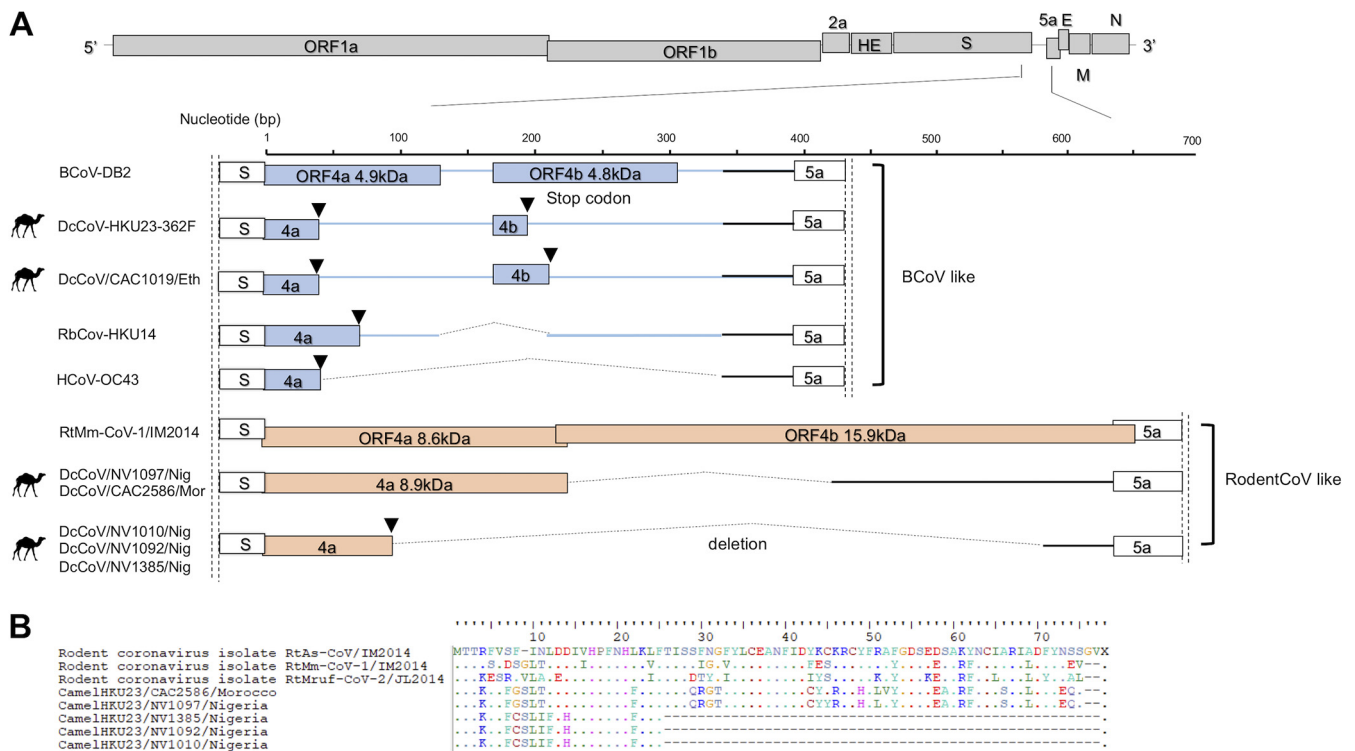 A
2a
5a E
N
5'
ORF1a
ORF1b
HE
S
3'
M
Nucleotide (bp)
1
100
200
300
400
500
600
700
BCoV-DB2
S
ORF4a 4.9kDa
ORF4b 4.8kDa
5a
Stop codon
DcCoV-HKU23-362F
S
4a
4b
5a
DcCoV/CAC1019/Eth
S
4a
4b
5a
BCoV like
RbCov-HKU14
S
4a
5a
HCoV-OC43
S
4a
5a
RtMm-CoV-1/IM2014
S
ORF4a 8.6kDa
ORF4b 15.9kDa
5a
DcCoV/NV1097/Nig
DcCoV/CAC2586/Mor
S
4a 8.9kDa
5a
RodentCoV like
DcCoV/NV1010/Nig
DcCoV/NV1092/Nig
DcCoV/NV1385/Nig
S
4a
deletion
5a
B
10 20 30 40 50 60 70
Rodent coronavirus isolate RtAs-CoV/IM2014 MTTRFVSF-INLDDIVHPFNHLKLFTISSFNGFYLCEANFIDYKCKRCYFRAFGDSEDSAKYNCIARIADFYNSSGVX
Rodent coronavirus isolate RtMm-CoV-1/IM2014
Rodent coronavirus isolate RtMruf-CoV-2/JL2014
CamelHKU23/CAC2586/Morocco
CamelHKU23/NV1097/Nigeria
CamelHKU23/NV1385/Nigeria
CamelHKU23/NV1092/Nigeria
CamelHKU23/NV1010/Nigeria